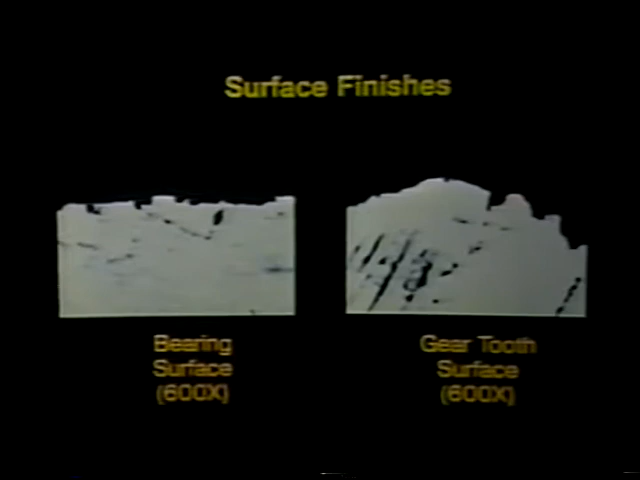 Surface Finishes
Bearing
Surface
(600X)
Gear Tooth
Surface
(600X)